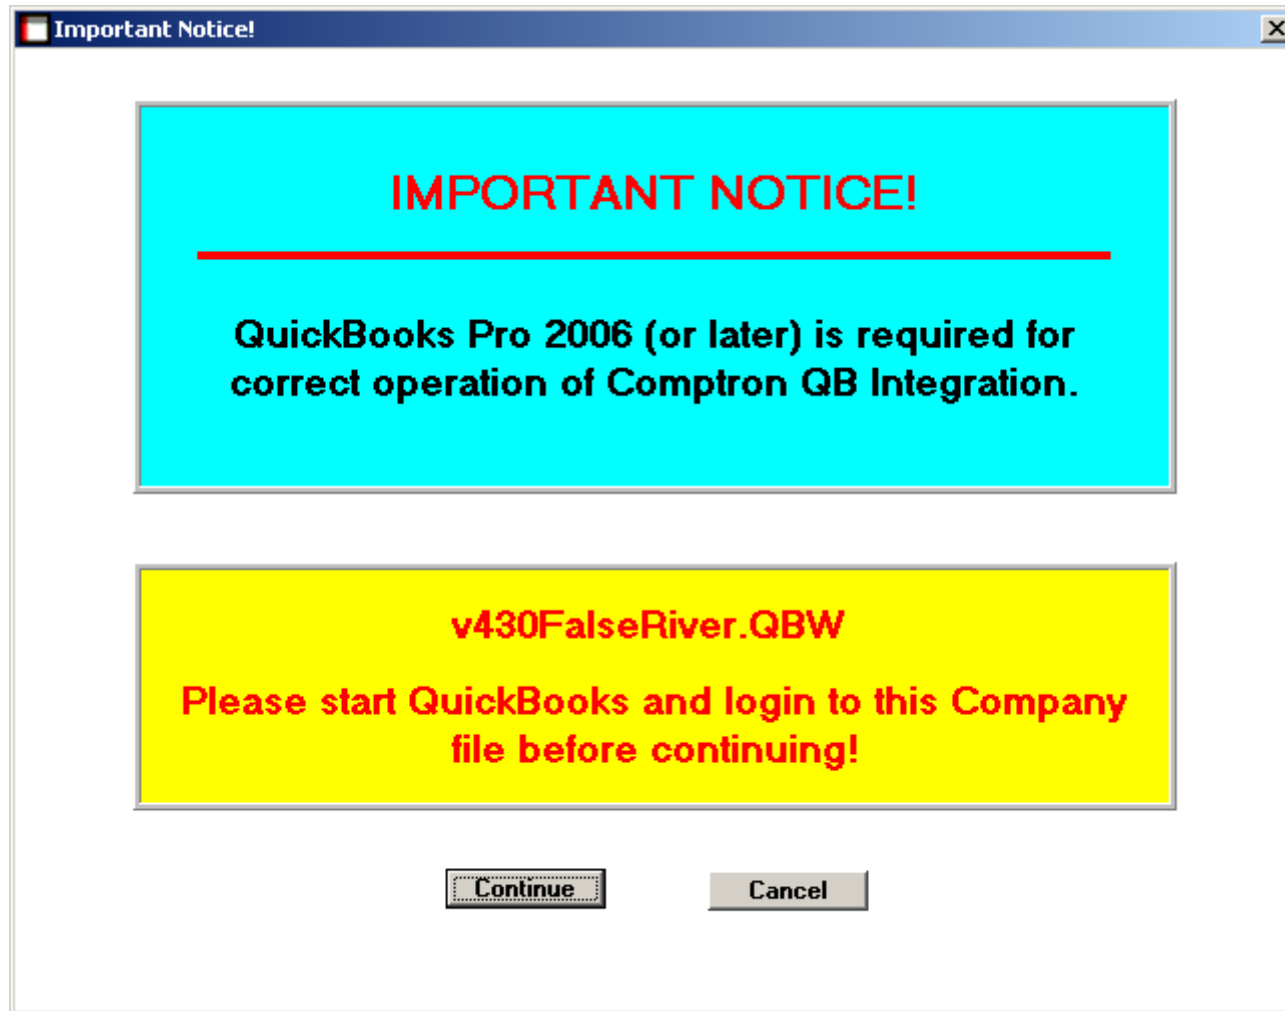 Important Notice!
IMPORTANT NOTICE!
QuickBooks Pro 2006 (or later) is required for
correct operation of Comptron QB Integration.
v430FalseRiver.QBW
Please start QuickBooks and login to this Company
file before continuing!
Continue
Cancel